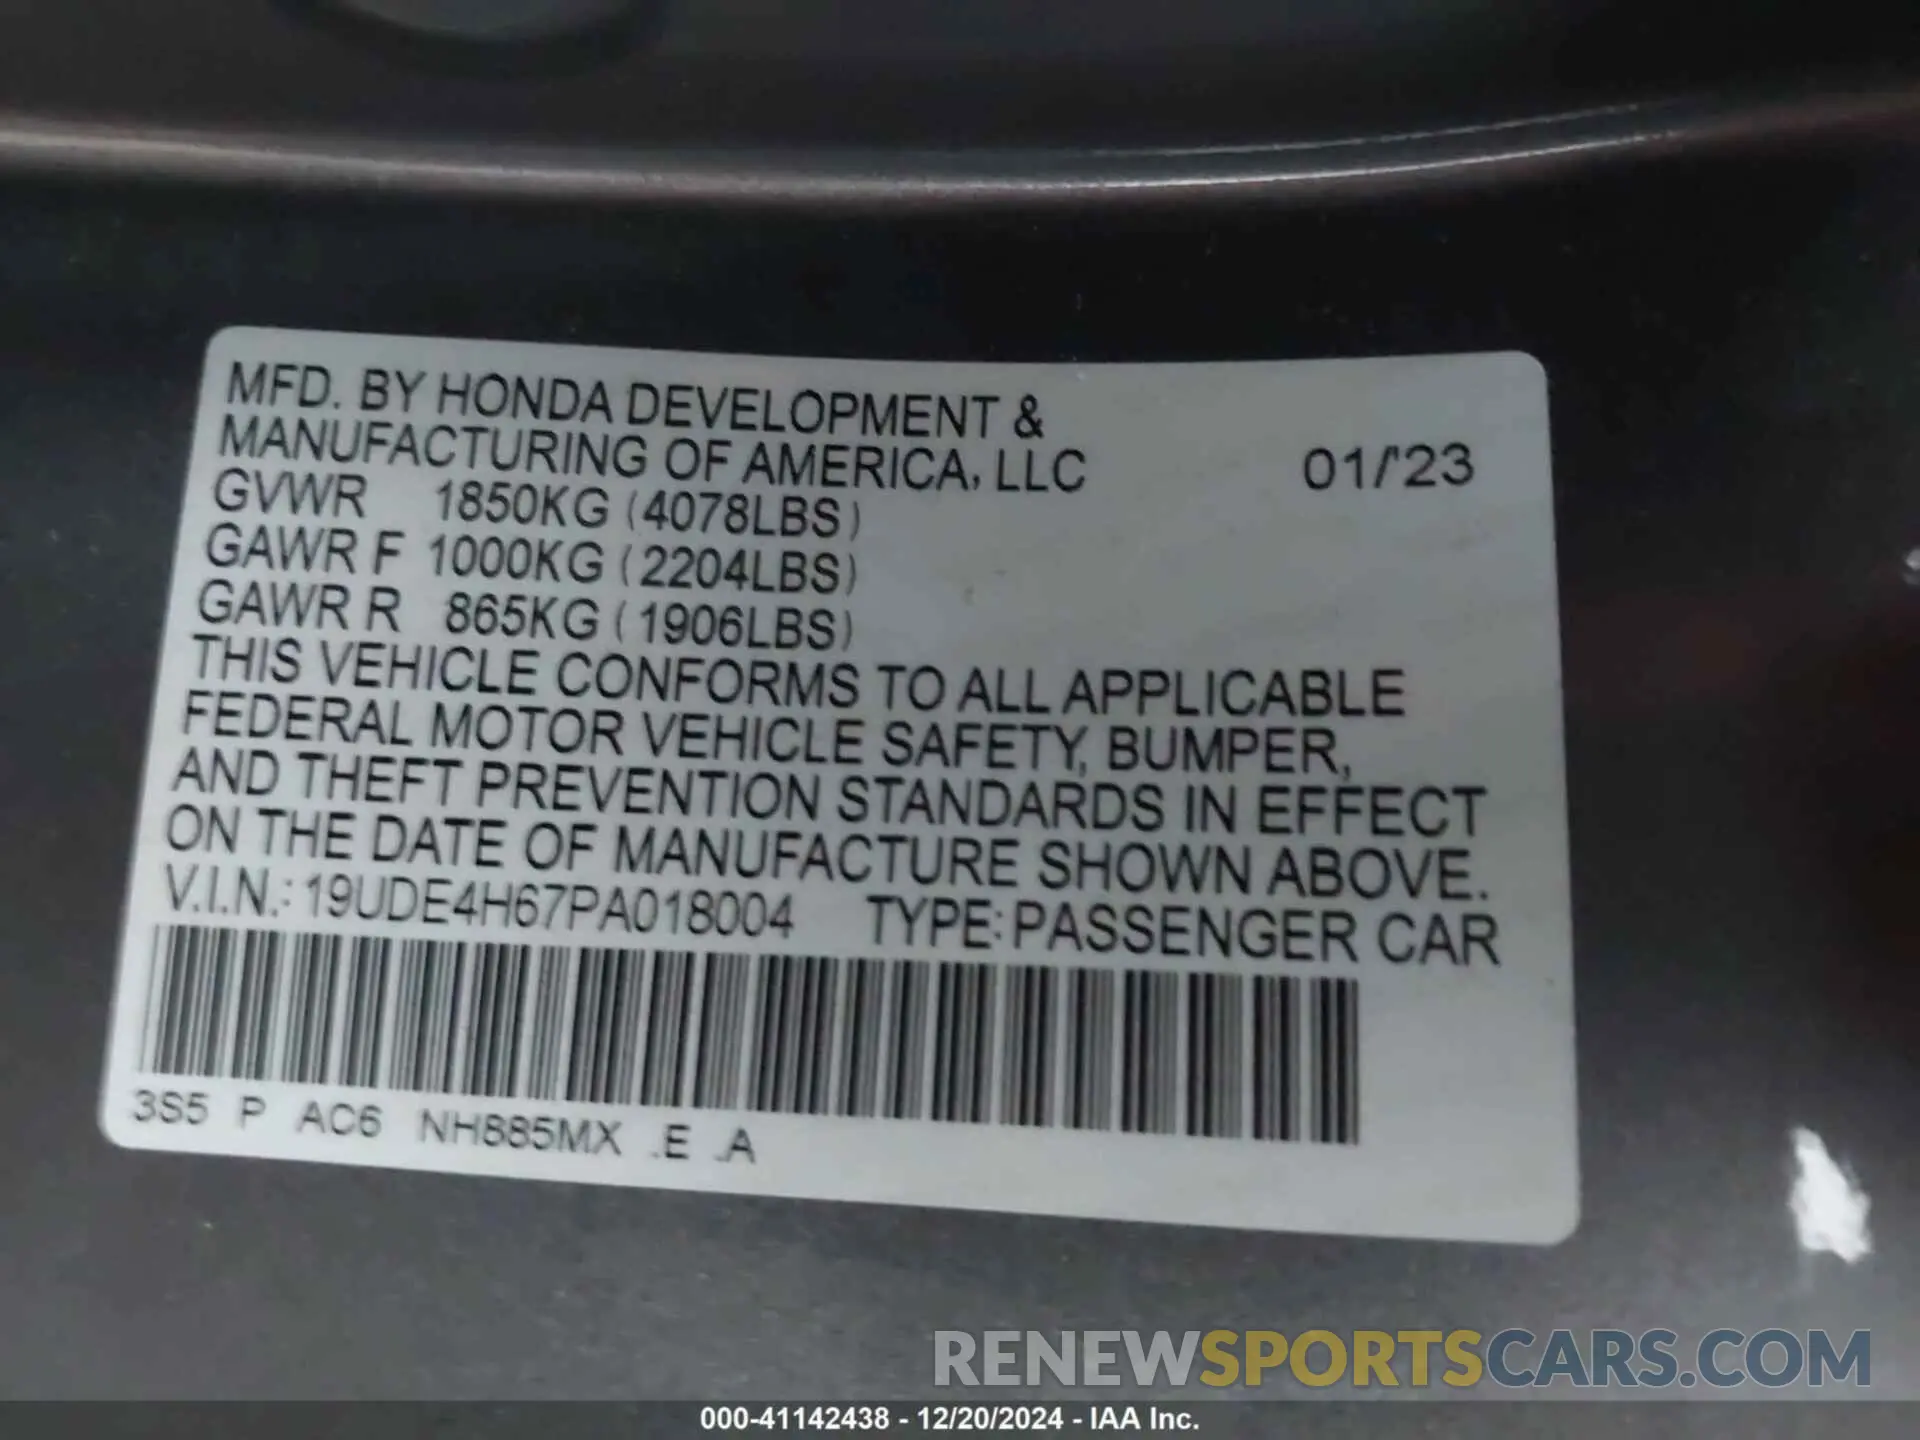 MFD. BY HONDA DEVELOPMENT &
MANUFACTURING OF AMERICA, LLC 01/'23
GVWR 1850KG (4078LBS)
GAWR F 1000KG (2204LBS)
GAWR R 865KG (1906LBS)
THIS VEHICLE CONFORMS TO ALL APPLICABLE
FEDERAL MOTOR VEHICLE SAFETY, BUMPER,
AND THEFT PREVENTION STANDARDS IN EFFECT
ON THE DATE OF MANUFACTURE SHOWN ABOVE.
V.I.N.: 19UDE4H67PA018004 TYPE: PASSENGER CAR
3S5 P AC6 NH885MX .E .A
RENEWSPORTSCARS.COM
000-41142438 - 12/20/2024 - IAA Inc.